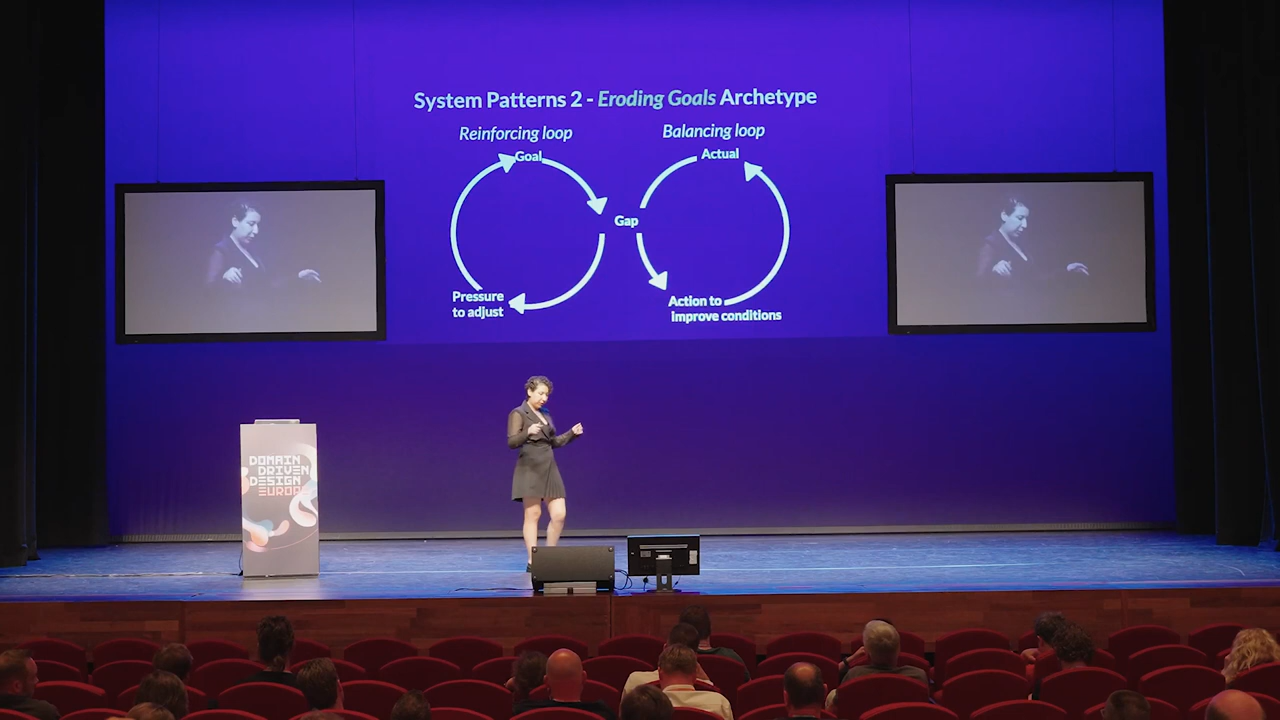 System Patterns 2 - Eroding Goals Archetype
Reinforcing loop
Balancing loop
Goal
Actual
Gap
Pressure
to adjust
Action to
Improve conditions
DOMAIN
DRIVEN
DESIGN
EUROPE